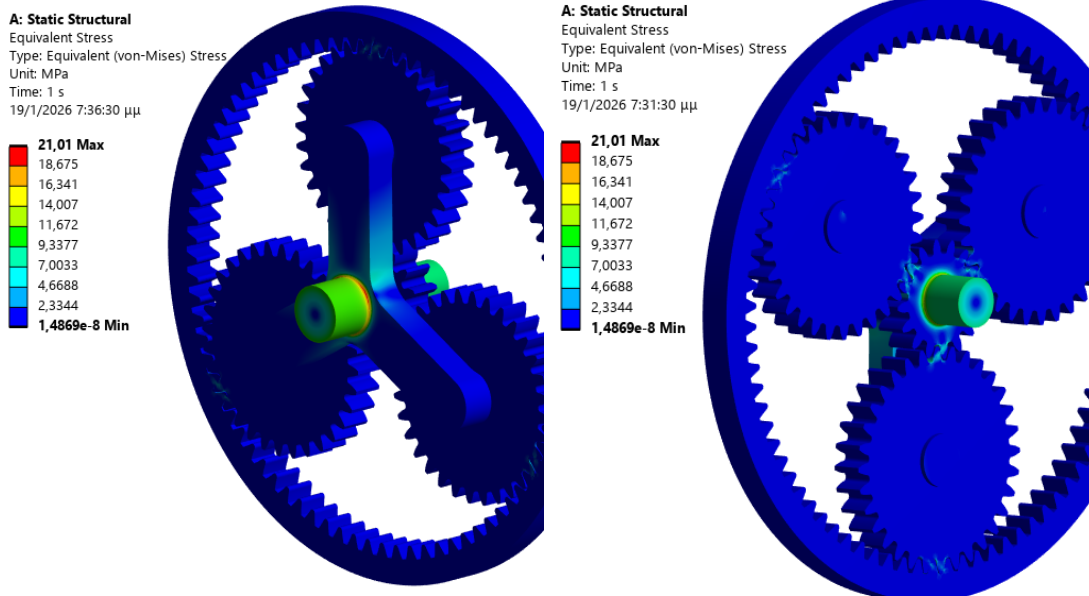 A: Static Structural
Equivalent Stress
Type: Equivalent (von-Mises) Stress
Unit: MPa
Time: 1 s
19/1/2026 7:36:30 μμ
21,01 Max
18,675
16,341
14,007
11,672
9,3377
7,0033
4,6688
2,3344
1,4869e-8 Min
A: Static Structural
Equivalent Stress
Type: Equivalent (von-Mises) Stress
Unit: MPa
Time: 1 s
19/1/2026 7:31:30 μμ
21,01 Max
18,675
16,341
14,007
11,672
9,3377
7,0033
4,6688
2,3344
1,4869e-8 Min